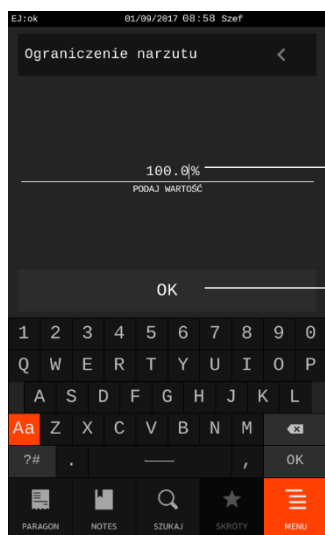 EJ:ok 01/09/2017 08:58 Szef
Ograniczenie narzutu <
100.0%
PODAJ WARTOŚĆ
OK
1 2 3 4 5 6 7 8 9 0
Q W E R T Y U I O P
A S D F G H J K L
Aa Z X C V B N M
?# . , OK
PARAGON NOTES SZUKAJ SKRÓTY MENU